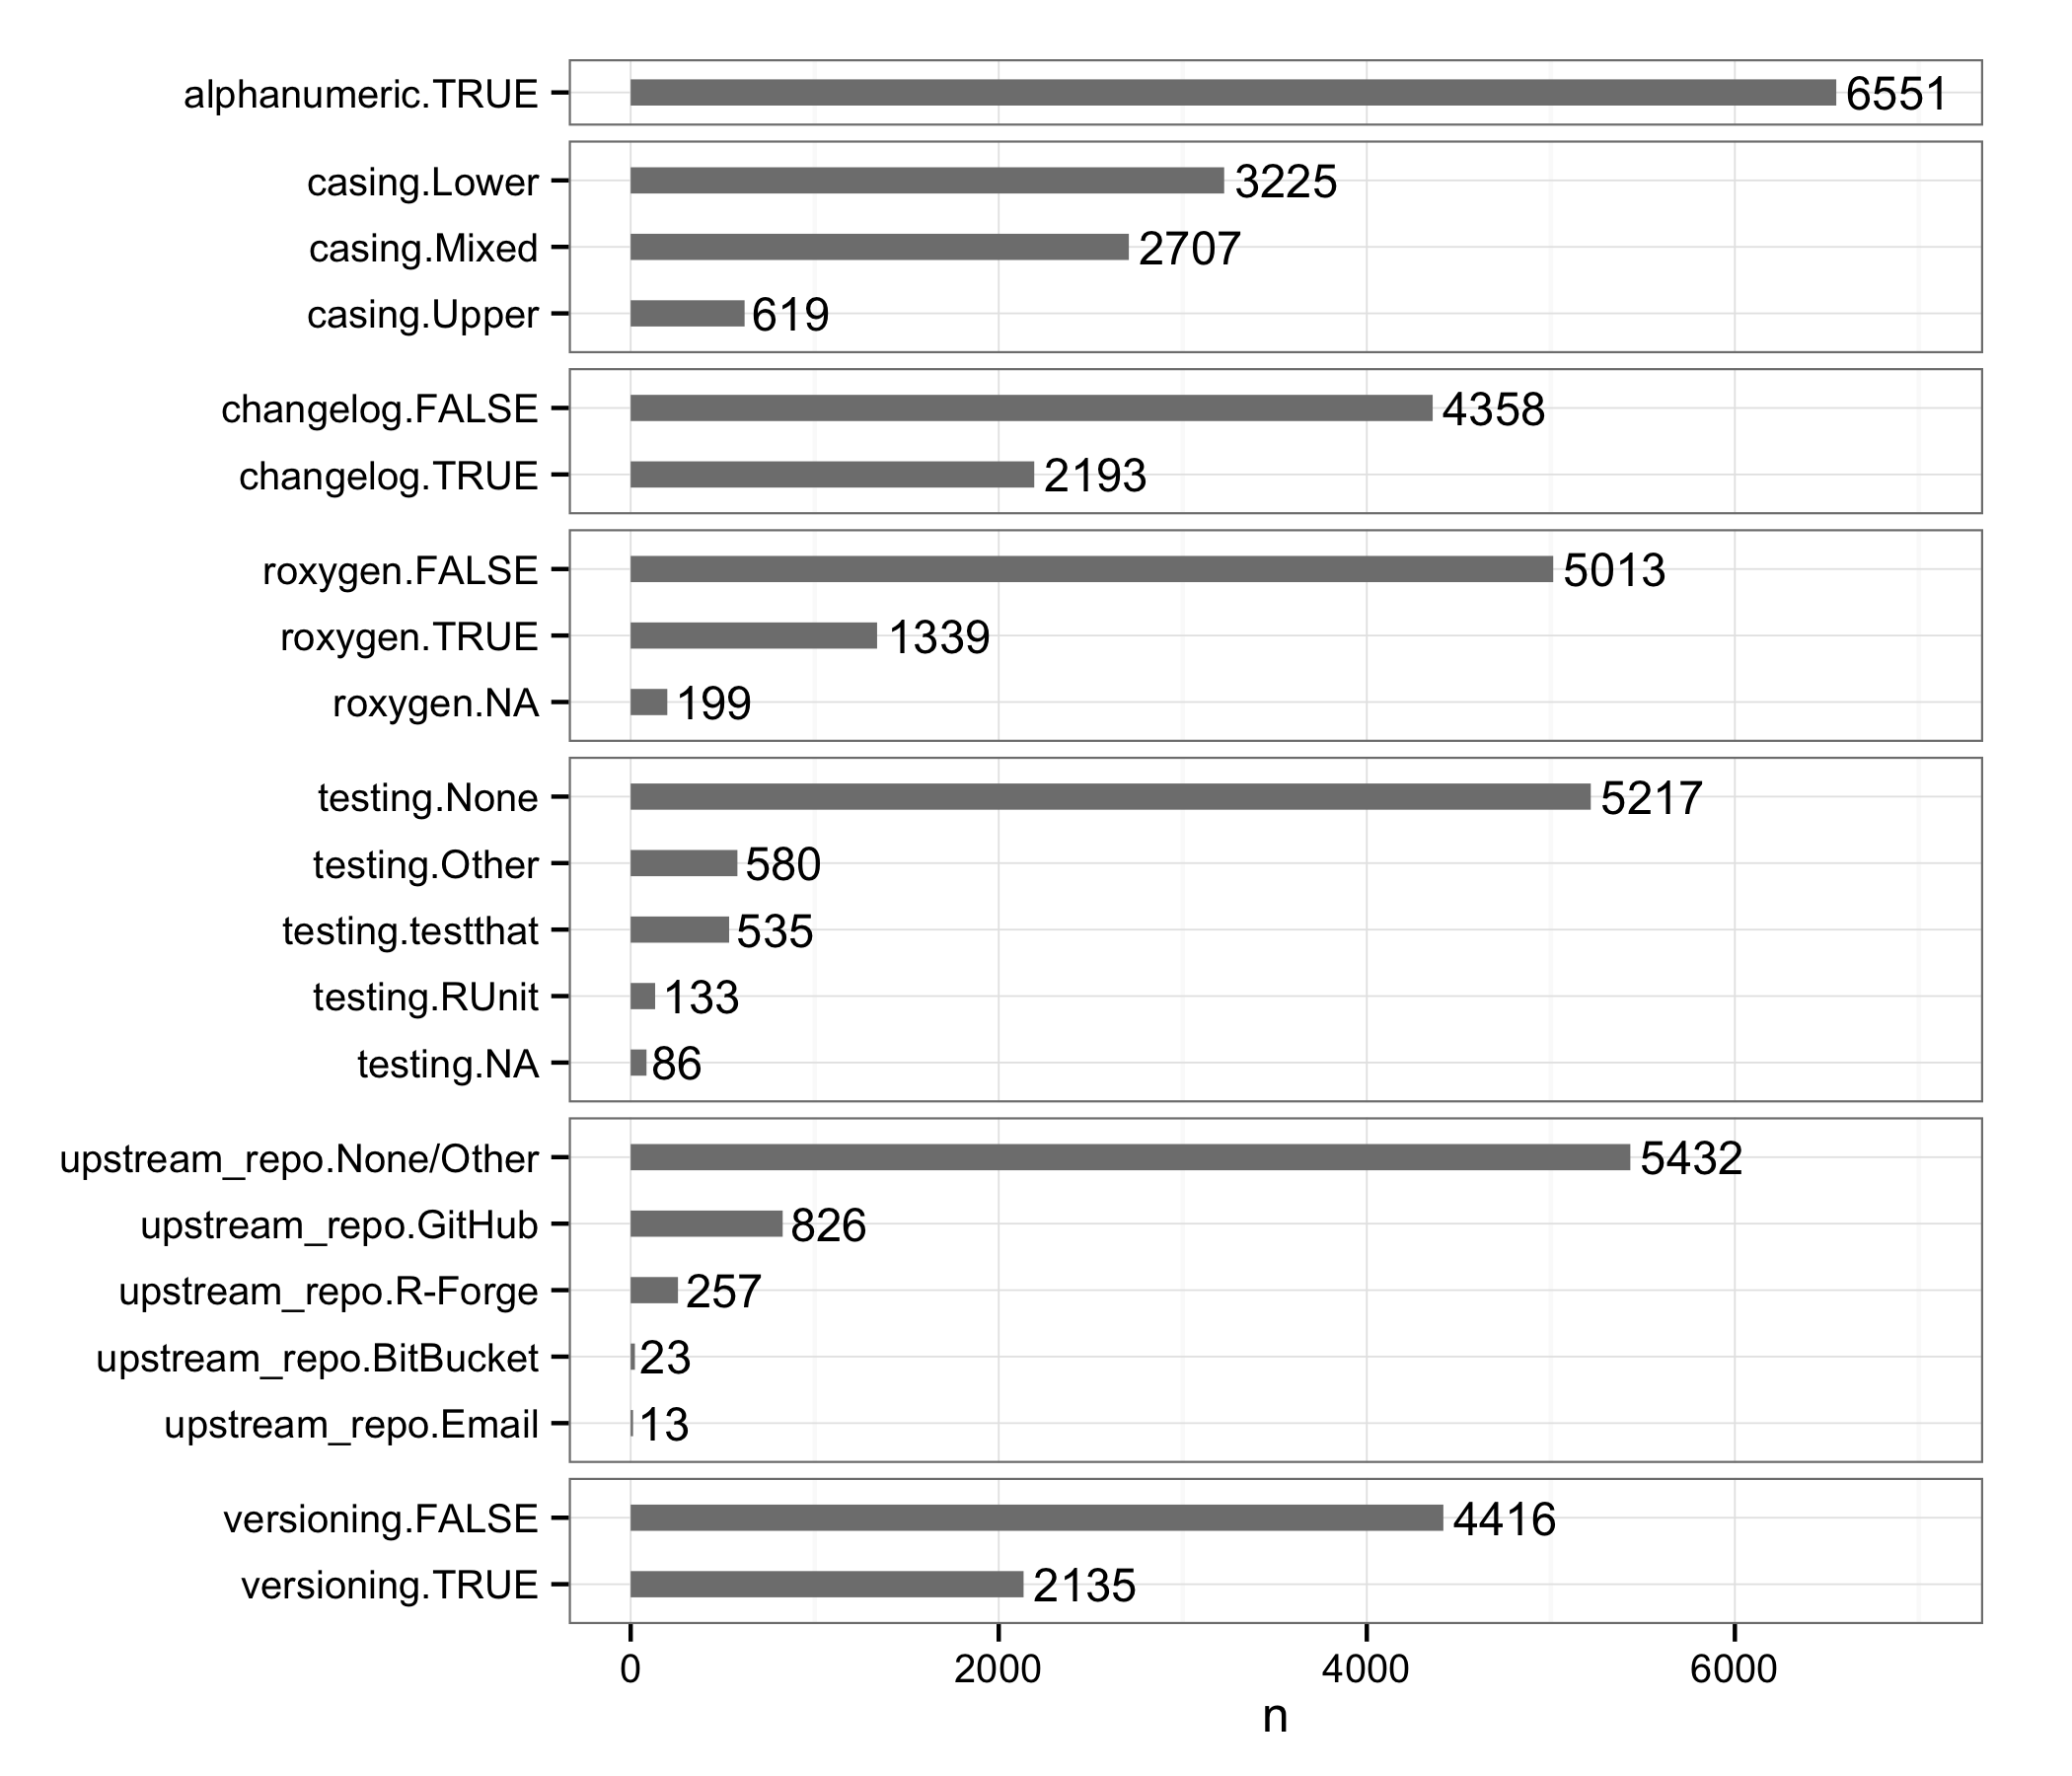 alphanumeric.TRUE 6551
casing.Lower 3225
casing.Mixed 2707
casing.Upper 619
changelog.FALSE 4358
changelog.TRUE 2193
roxygen.FALSE 5013
roxygen.TRUE 1339
roxygen.NA 199
testing.None 5217
testing.Other 580
testing.testthat 535
testing.RUnit 133
testing.NA 86
upstream_repo.None/Other 5432
upstream_repo.GitHub 826
upstream_repo.R-Forge 257
upstream_repo.BitBucket 23
upstream_repo.Email 13
versioning.FALSE 4416
versioning.TRUE 2135
0 2000 4000 6000
n